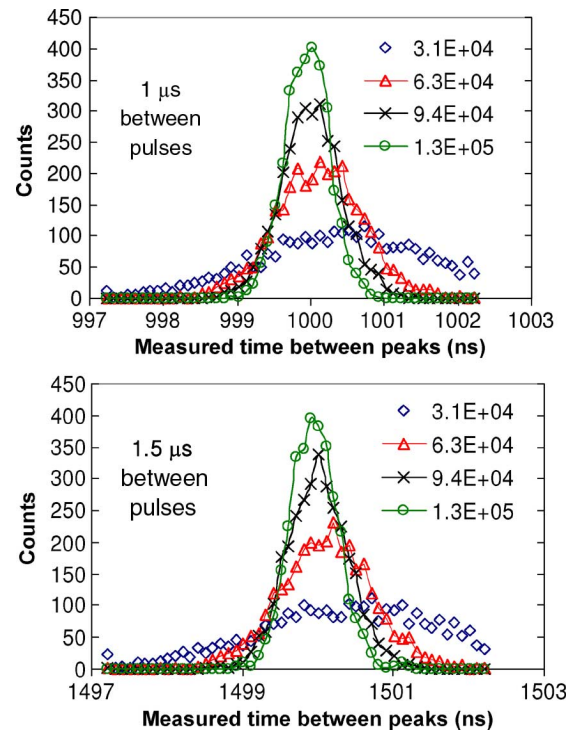 450
400
350
300
250
200
150
100
50
0
Counts
1 μs
between
pulses
3.1E+04
6.3E+04
9.4E+04
1.3E+05
997 998 999 1000 1001 1002 1003
Measured time between peaks (ns)
450
400
350
300
250
200
150
100
50
0
Counts
1.5 μs
between
pulses
3.1E+04
6.3E+04
9.4E+04
1.3E+05
1497 1499 1501 1503
Measured time between peaks (ns)